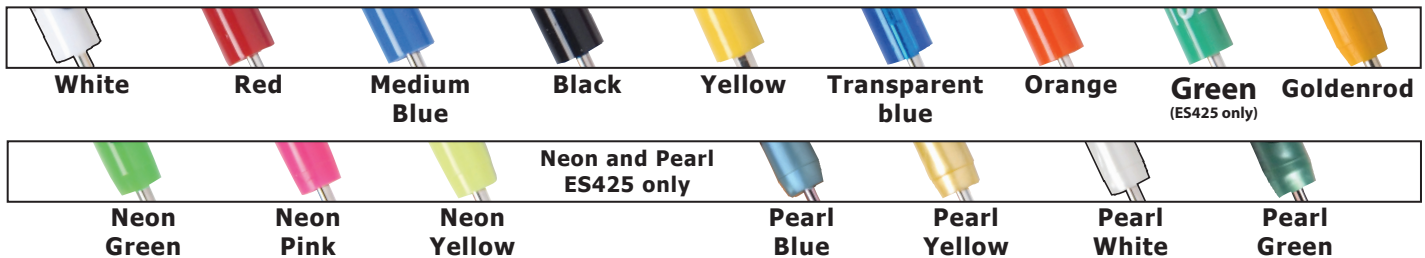 White Red Medium Black Yellow Transparent Orange Green Goldenrod
Blue blue (ES425 only)
Neon and Pearl
ES425 only
Neon Neon Neon Pearl Pearl Pearl Pearl
Green Pink Yellow Blue Yellow White Green